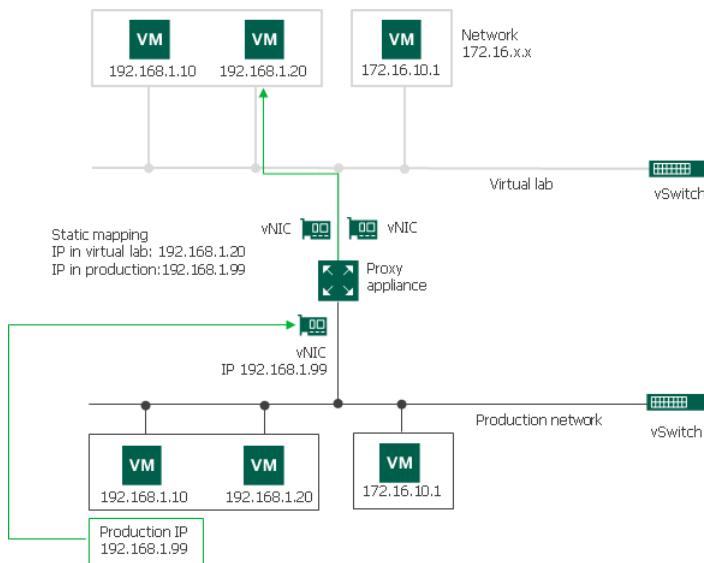 VM
VM
VM
192.168.1.10
192.168.1.20
172.16.10.1
Network
172.16.x.x
Virtual lab
vSwitch
Static mapping
IP in virtual lab: 192.168.1.20
IP in production:192.168.1.99
vNIC
vNIC
Proxy
appliance
vNIC
IP 192.168.1.99
Production network
vSwitch
VM
VM
VM
192.168.1.10
192.168.1.20
172.16.10.1
Production IP
192.168.1.99